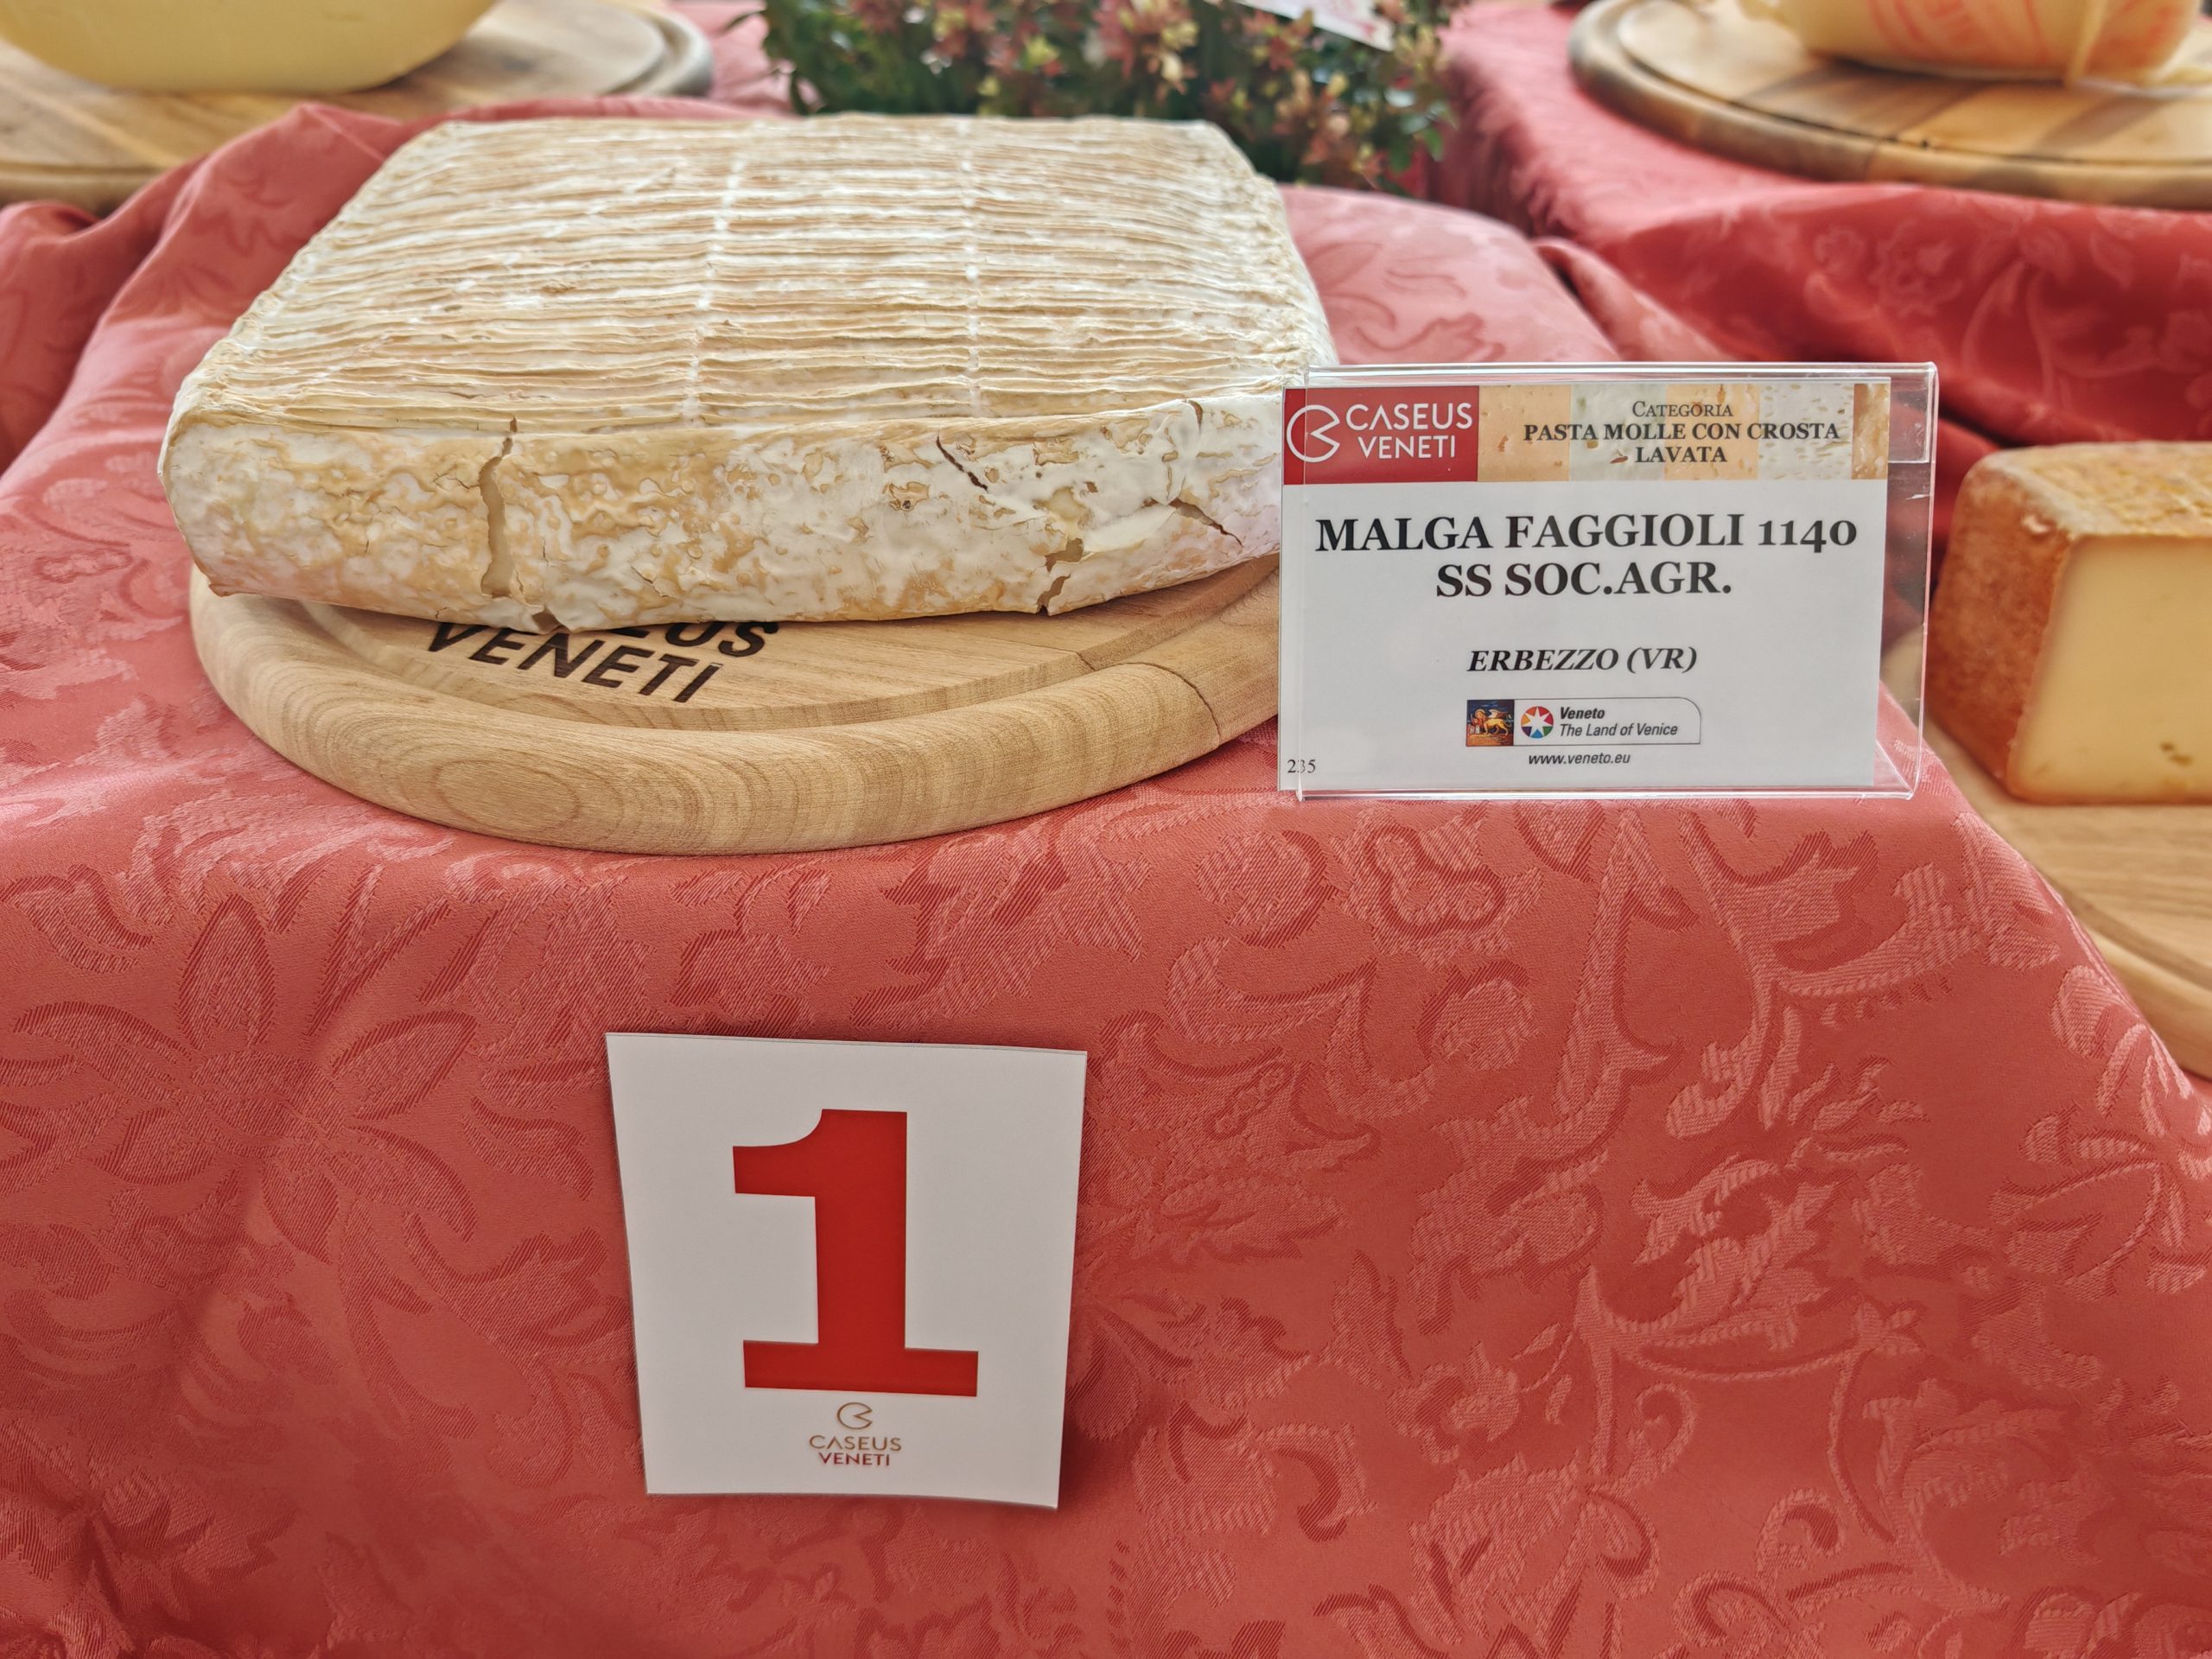 CASEUS
VENETI
CATEGORIA
PASTA MOLLE CON CROSTA
LAVATA
MALGA FAGGIOLI 1140
SS SOC.AGR.
ERBEZZO (VR)
Veneto
The Land of Venice
www.veneto.eu
235
VENETI
1
CASEUS
VENETI